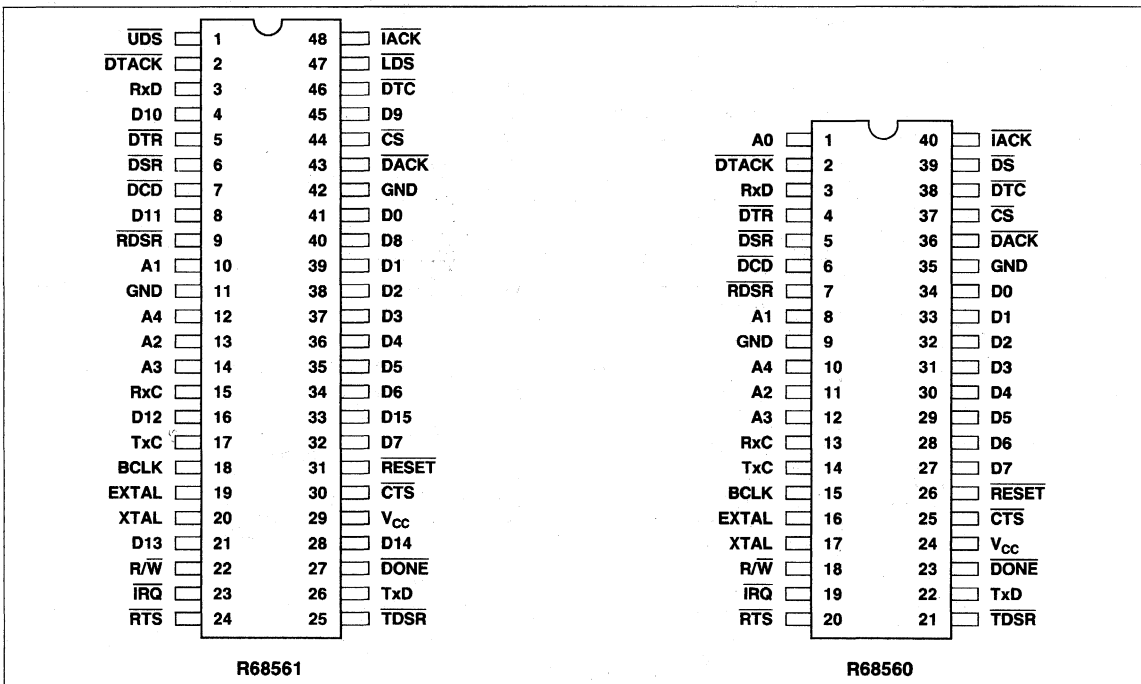 UDS 1 48 IACK
DTACK 2 47 LDS
RxD 3 46 DTC
D10 4 45 D9
DTR 5 44 CS
DSR 6 43 DACK
DCD 7 42 GND
D11 8 41 D0
RDSR 9 40 D8
A1 10 39 D1
GND 11 38 D2
A4 12 37 D3
A2 13 36 D4
A3 14 35 D5
RxC 15 34 D6
D12 16 33 D15
TxC 17 32 D7
BCLK 18 31 RESET
EXTAL 19 30 CTS
XTAL 20 29 VCC
D13 21 28 D14
R/W 22 27 DONE
IRQ 23 26 TxD
RTS 24 25 TDSR
R68561
A0 1 40 IACK
DTACK 2 39 DS
RxD 3 38 DTC
DTR 4 37 CS
DSR 5 36 DACK
DCD 6 35 GND
RDSR 7 34 D0
A1 8 33 D1
GND 9 32 D2
A4 10 31 D3
A2 11 30 D4
A3 12 29 D5
RxC 13 28 D6
TxC 14 27 D7
BCLK 15 26 RESET
EXTAL 16 25 CTS
XTAL 17 24 VCC
R/W 18 23 DONE
IRQ 19 22 TxD
RTS 20 21 TDSR
R68560